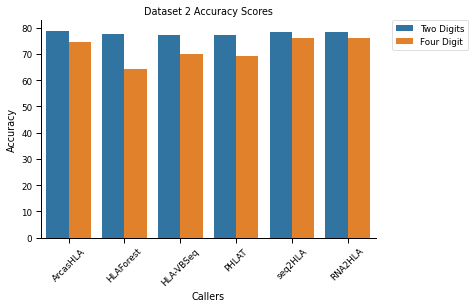 Dataset 2 Accuracy Scores
Two Digits
Four Digit
Accuracy
80
70
60
50
40
30
20
10
0
ArcasHLA
HLAForest
HLA-VBSeq
PHLAT
seq2HLA
RNA2HLA
Callers